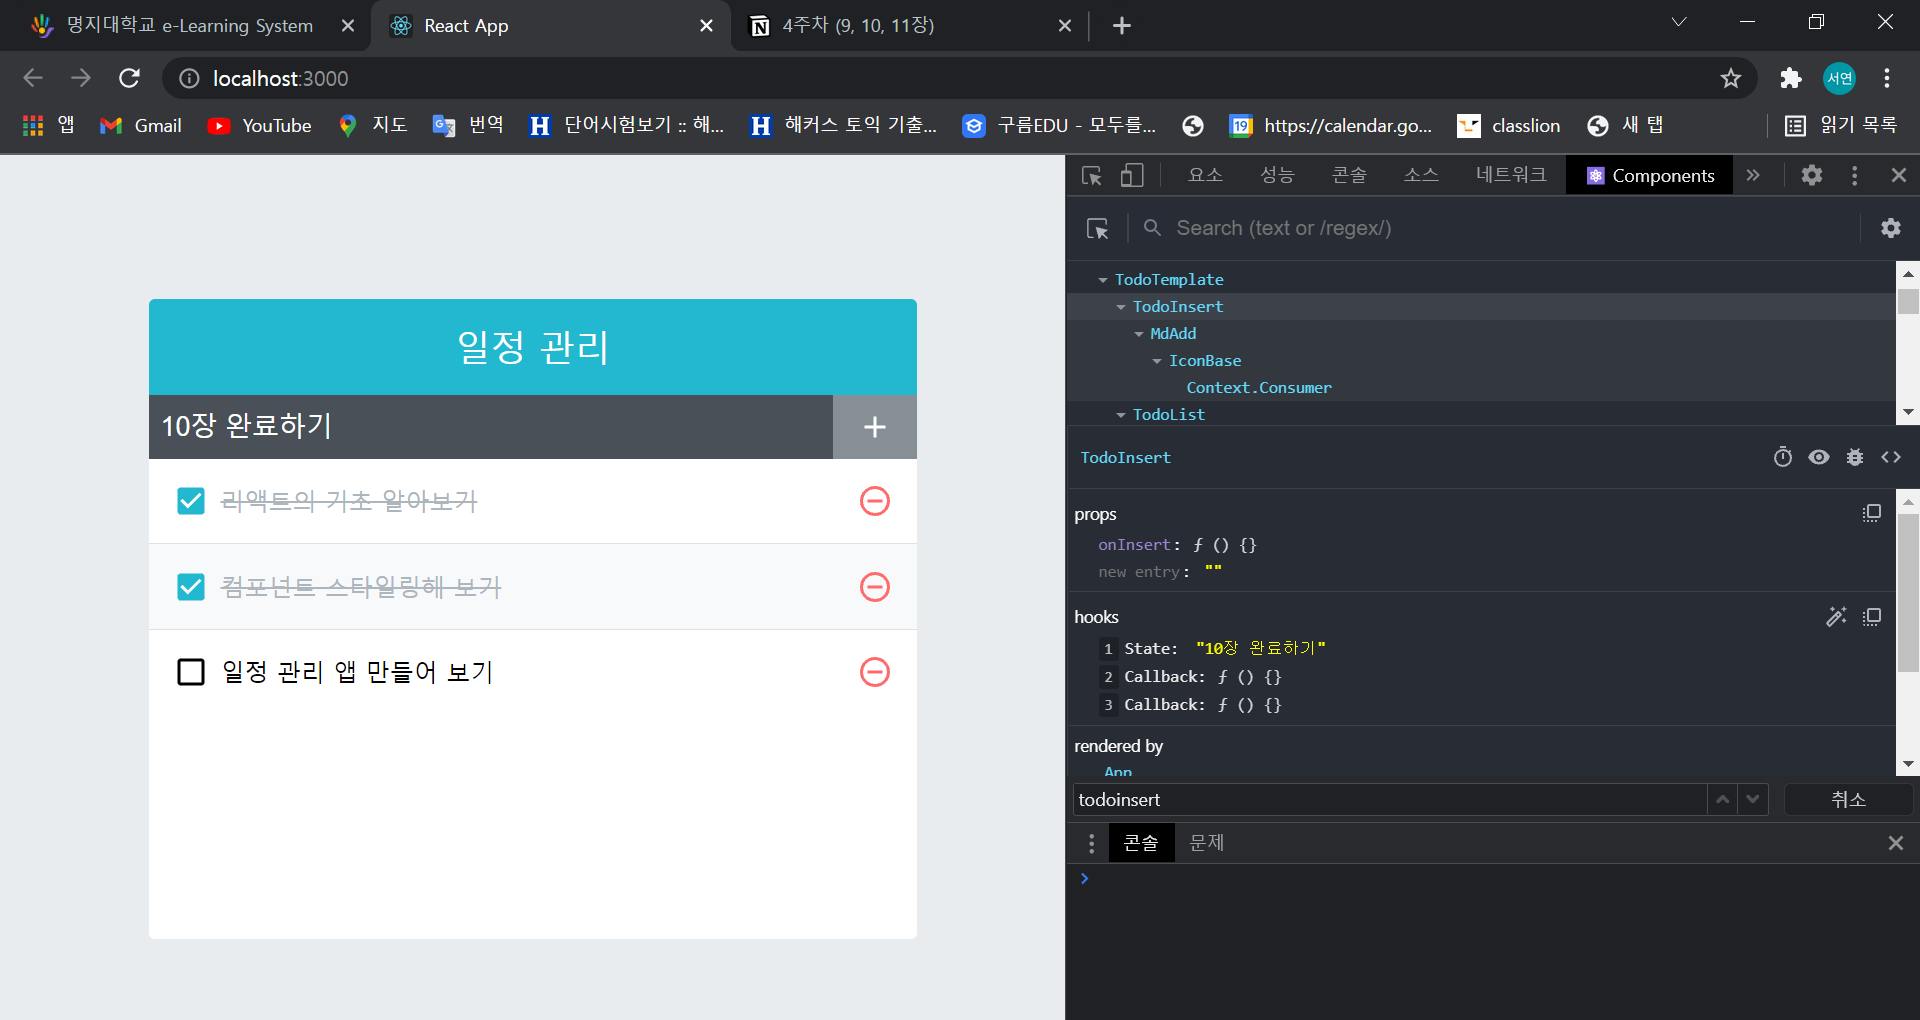 명지대학교 e-Learning System
React App
4주차 (9, 10, 11장)
localhost:3000
서연
앱
Gmail
YouTube
지도
번역
단어시험보기 :: 해...
해커스 토익 기출...
구름EDU - 모두를...
19
https://calendar.go...
classlion
새 탭
읽기 목록
일정 관리
10장 완료하기
리액트의 기초 알아보기
컴포넌트 스타일링해 보기
일정 관리 앱 만들어 보기
요소 성능 콘솔 소스 네트워크 Components
Search (text or /regex/)
TodoTemplate
TodoInsert
MdAdd
IconBase
Context.Consumer
TodoList
TodoInsert
props
onInsert: ƒ () {}
new entry: ""
hooks
1 State: "10장 완료하기"
2 Callback: ƒ () {}
3 Callback: ƒ () {}
rendered by
App
todoinsert
취소
콘솔 문제